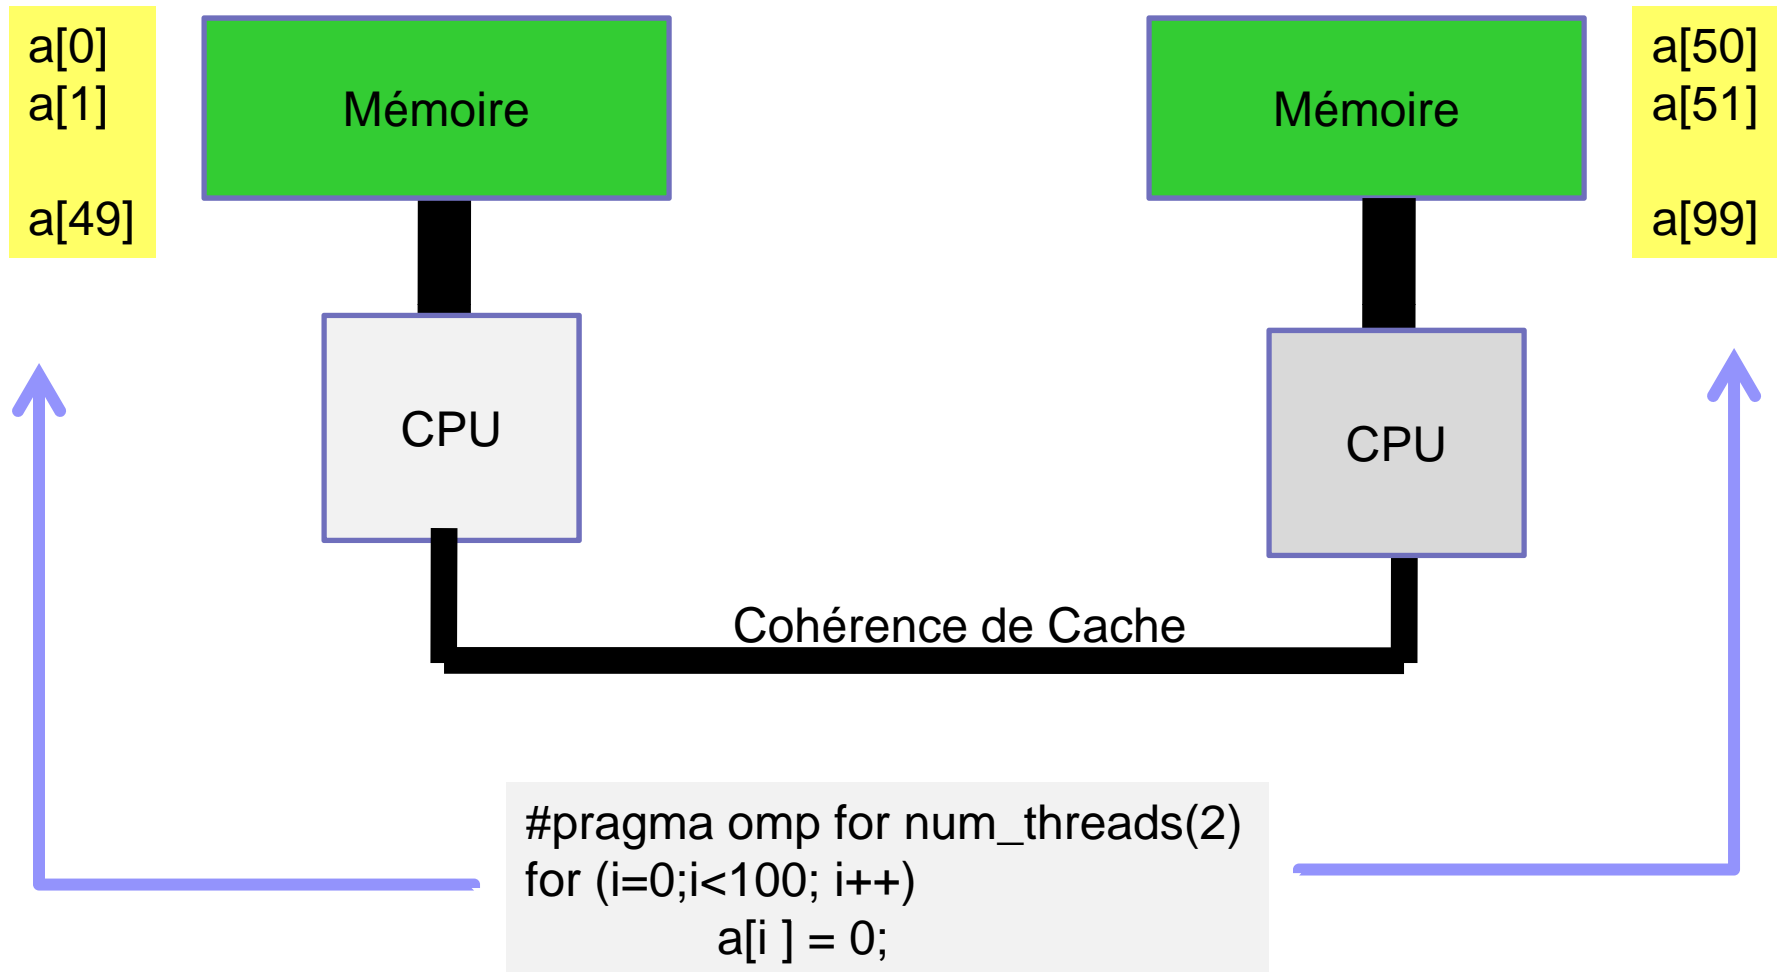 a[0]
a[1]
a[49]
Mémoire
Mémoire
a[50]
a[51]
a[99]
CPU
CPU
Cohérence de Cache
#pragma omp for num_threads(2)
for (i=0;i<100; i++)
a[i ] = 0;